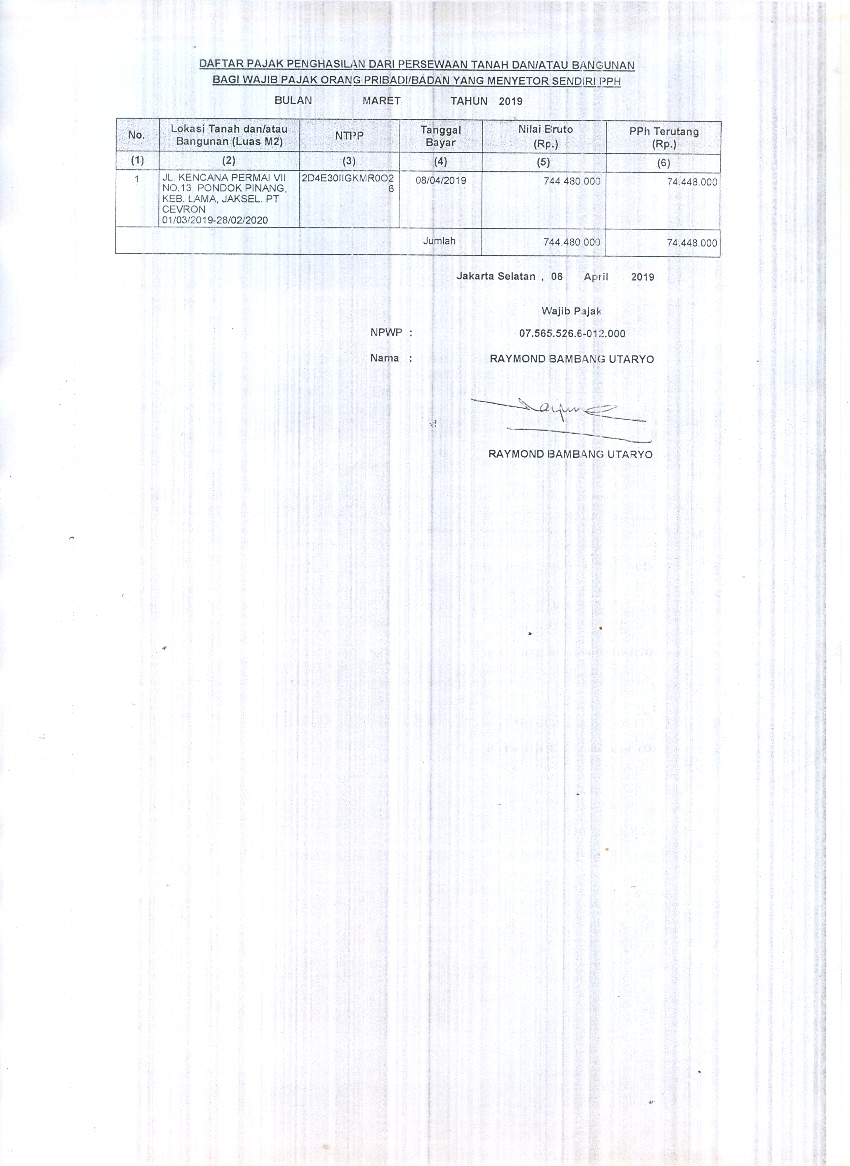 DAFTAR PAJAK PENGHASILAN DARI PERSEWAAN TANAH DAN/ATAU BANGUNAN
BAGI WAJIB PAJAK ORANG PRIBADI/BADAN YANG MENYETOR SENDIRI PPH
BULAN MARET TAHUN 2019
No. Lokasi Tanah dan/atau Bangunan (Luas M2) NTPP Tanggal Bayar Nilai Bruto (Rp.) PPh Terutang (Rp.)
(1) (2) (3) (4) (5) (6)
1 JL. KENCANA PERMAI VII 2D4E30IIGKMR0O2 08/04/2019 744.480.000 74.448.000
NO.13. PONDOK PINANG, 6
KEB. LAMA, JAKSEL. PT
CEVRON
01/03/2019-28/02/2020
Jumlah 744.480.000 74.448.000
Jakarta Selatan , 08 April 2019
Wajib Pajak
NPWP : 07.565.526.6-012.000
Nama : RAYMOND BAMBANG UTARYO
RAYMOND BAMBANG UTARYO